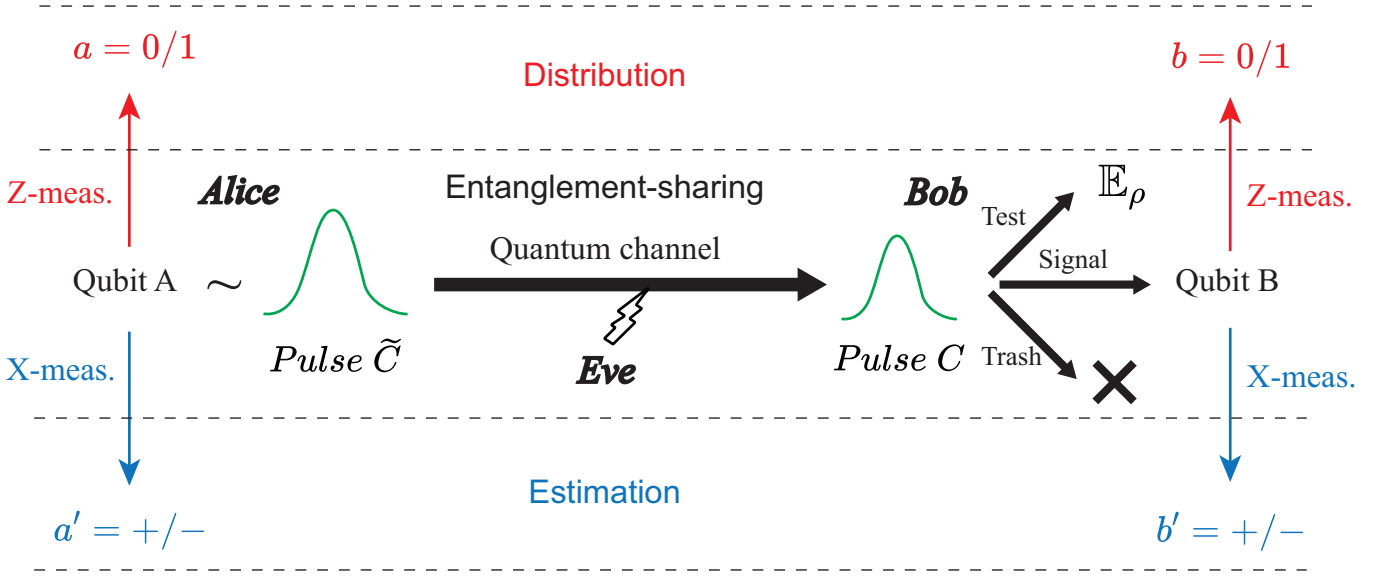 a = 0/1
b = 0/1
Distribution
Z-meas.
Alice
Entanglement-sharing
Bob
Test
𝔼ρ
Z-meas.
Quantum channel
Signal
Qubit A
~
Qubit B
Pulse C̃
Eve
Pulse C
Trash
X-meas.
X-meas.
Estimation
a′ = +/−
b′ = +/−